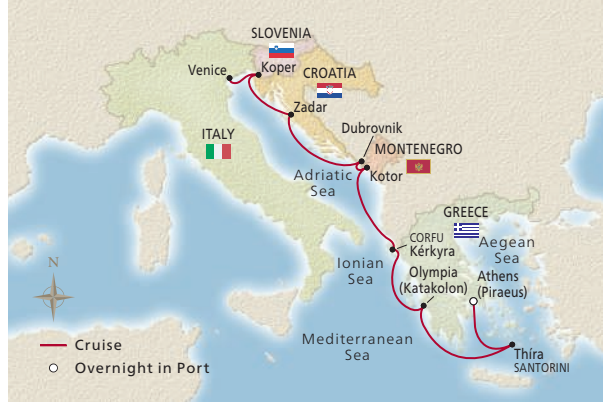 SLOVENIA
Venice
Koper
CROATIA
Zadar
ITALY
Dubrovnik
MONTENEGRO
Adriatic
Sea
Kotor
GREECE
CORFU
Kérkyra
Aegean
Sea
N
Ionian
Sea
Olympia
(Katakolon)
Athens
(Piraeus)
Mediterranean
Sea
Cruise
Thíra
SANTORINI
Overnight in Port